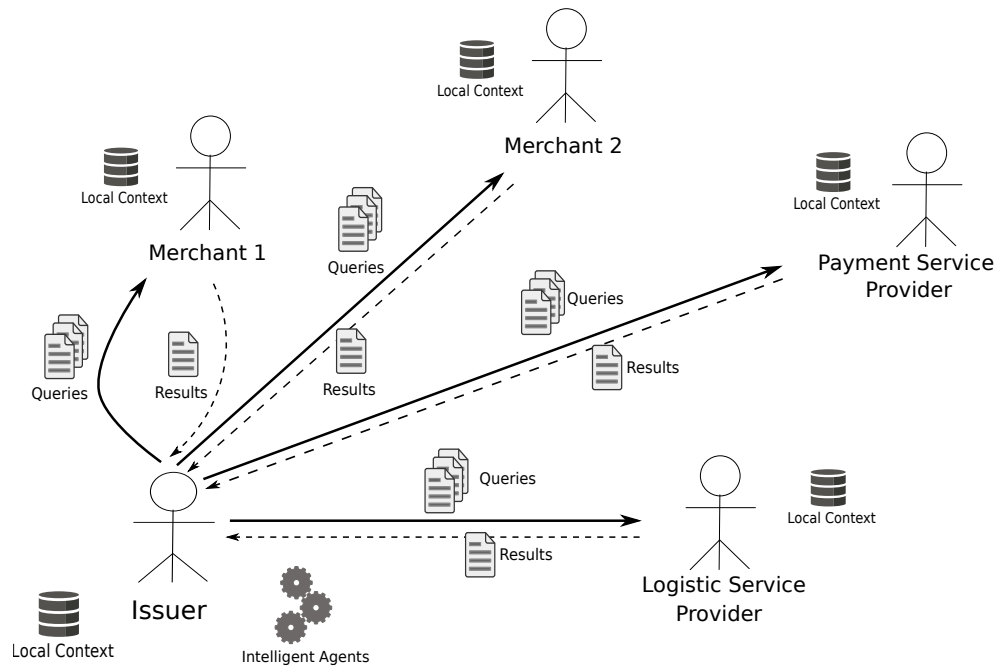 Local Context
Merchant 2
Local Context
Merchant 1
Local Context
Payment Service
Provider
Queries
Queries
Queries
Results
Results
Results
Queries
Results
Local Context
Logistic Service
Provider
Issuer
Local Context
Intelligent Agents